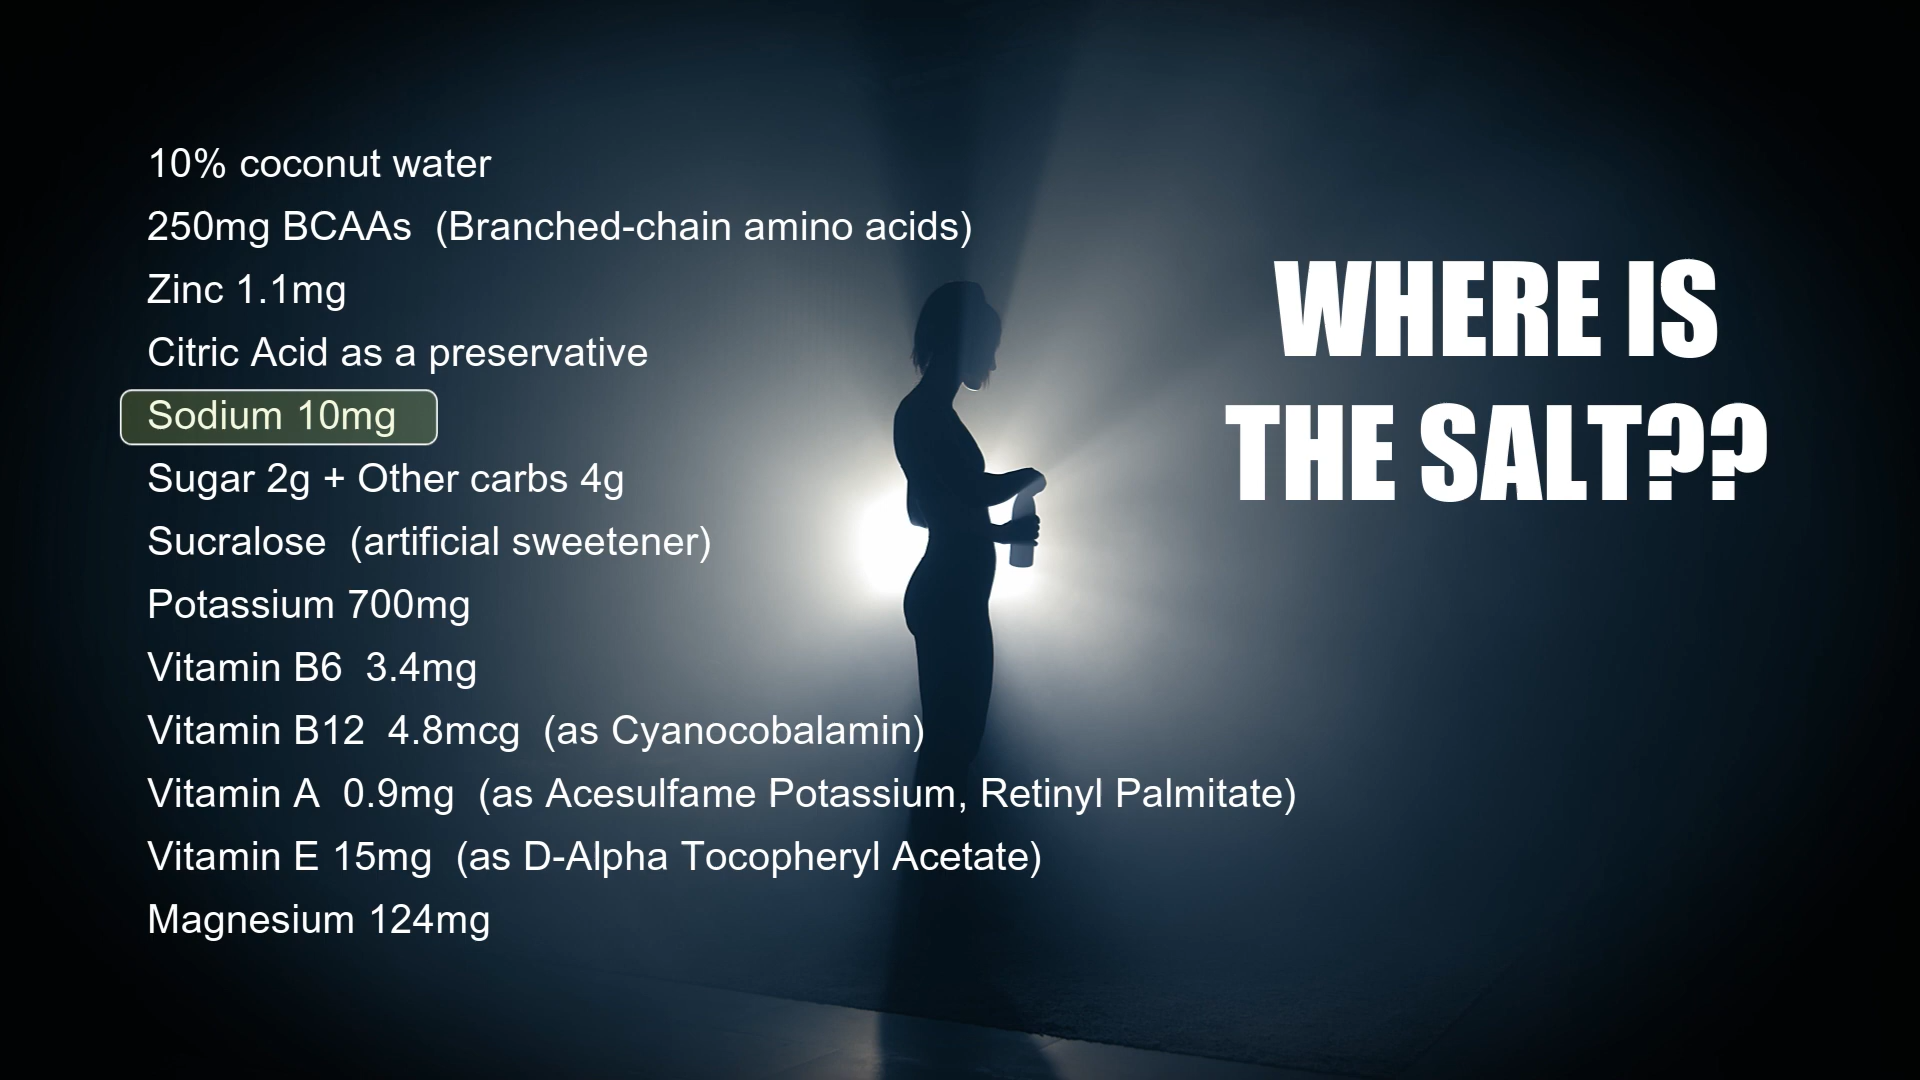 10% coconut water
250mg BCAAs (Branched-chain amino acids)
Zinc 1.1mg
Citric Acid as a preservative
Sodium 10mg
Sugar 2g + Other carbs 4g
Sucralose (artificial sweetener)
Potassium 700mg
Vitamin B6 3.4mg
Vitamin B12 4.8mcg (as Cyanocobalamin)
Vitamin A 0.9mg (as Acesulfame Potassium, Retinyl Palmitate)
Vitamin E 15mg (as D-Alpha Tocopheryl Acetate)
Magnesium 124mg
WHERE IS
THE SALT??